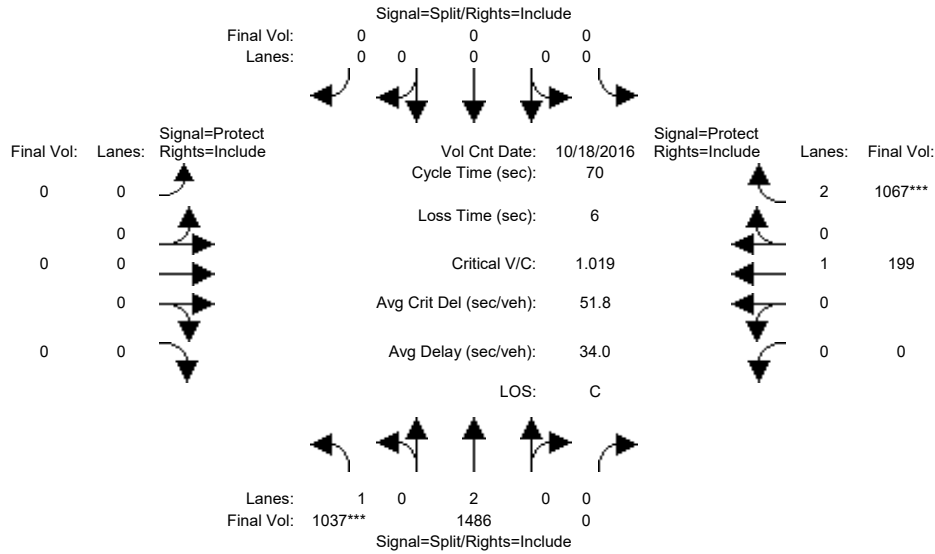 Signal=Split/Rights=Include
Final Vol: 0 0 0
Lanes: 0 0 0 0 0
Signal=Protect Signal=Protect
Final Vol: Lanes: Rights=Include Vol Cnt Date: 10/18/2016 Rights=Include Lanes: Final Vol:
Cycle Time (sec): 70
0 0 2 1067***
Loss Time (sec): 6
0 0
0 0 Critical V/C: 1.019 1 199
0 Avg Crit Del (sec/veh): 51.8 0
0 0 Avg Delay (sec/veh): 34.0 0 0
LOS: C
Lanes: 1 0 2 0 0
Final Vol: 1037*** 1486 0
Signal=Split/Rights=Include